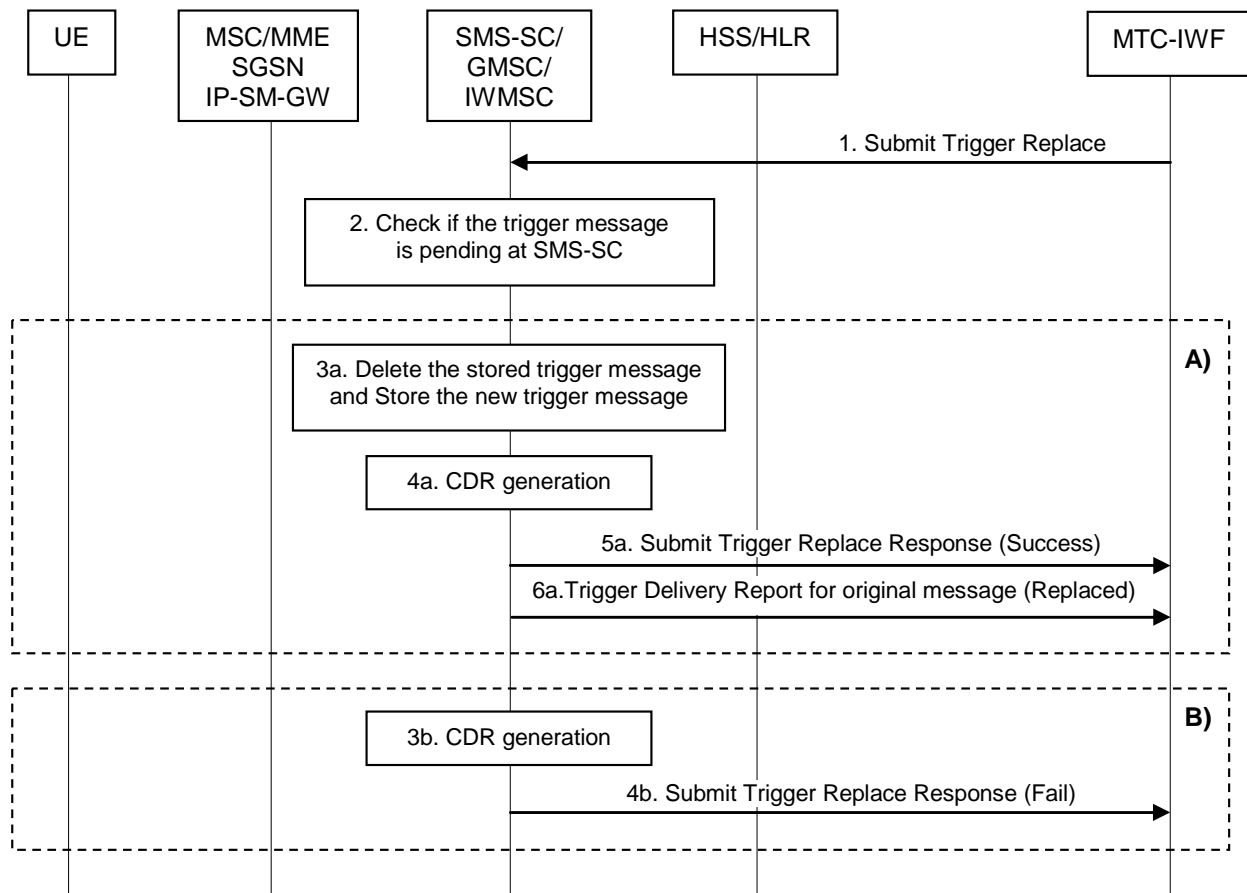 UE
MSC/MME
SGSN
IP-SM-GW
SMS-SC/
GMSC/
IWMSC
HSS/HLR
MTC-IWF
1. Submit Trigger Replace
2. Check if the trigger message
is pending at SMS-SC
A)
3a. Delete the stored trigger message
and Store the new trigger message
4a. CDR generation
5a. Submit Trigger Replace Response (Success)
6a.Trigger Delivery Report for original message (Replaced)
B)
3b. CDR generation
4b. Submit Trigger Replace Response (Fail)